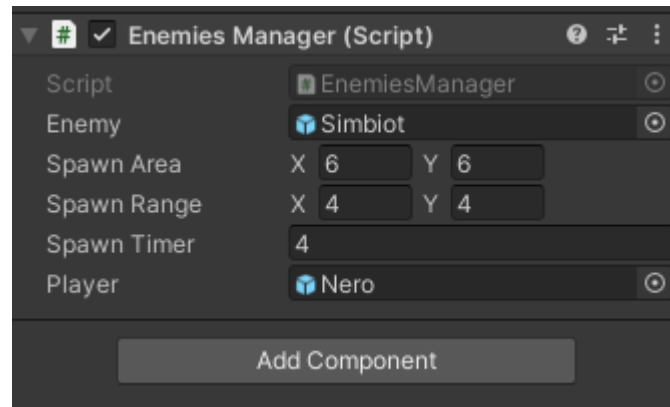 Enemies Manager (Script)
Script EnemiesManager
Enemy Simbiot
Spawn Area X 6 Y 6
Spawn Range X 4 Y 4
Spawn Timer 4
Player Nero
Add Component